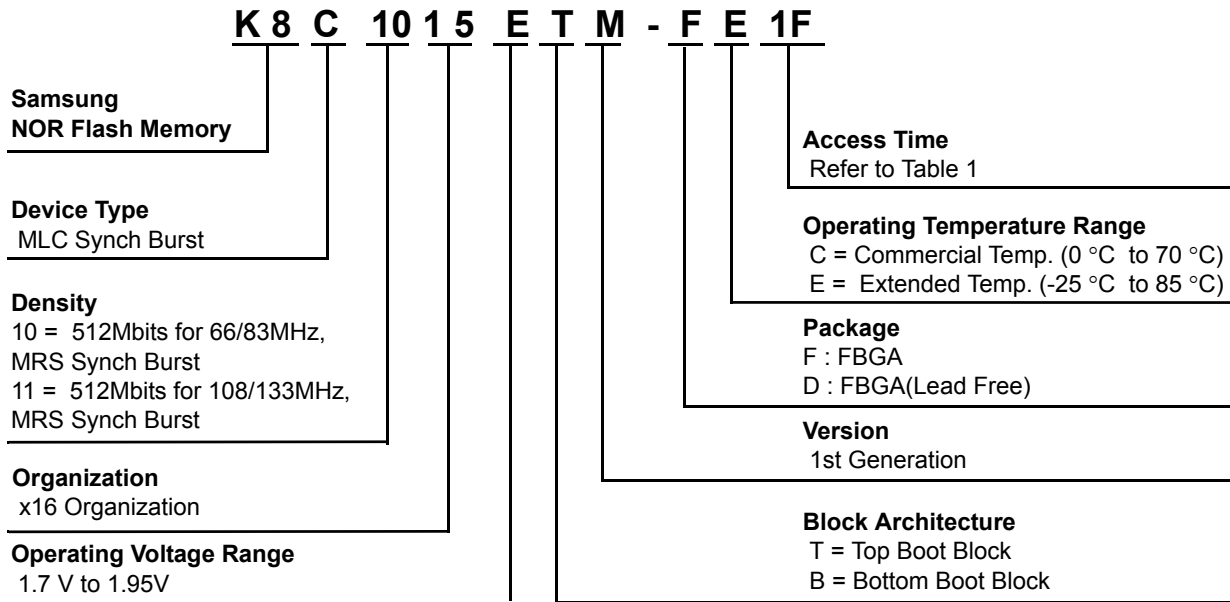 K 8 C 10 1 5 E T M - F E 1F
Samsung
NOR Flash Memory
Device Type
MLC Synch Burst
Density
10 = 512Mbits for 66/83MHz,
MRS Synch Burst
11 = 512Mbits for 108/133MHz,
MRS Synch Burst
Organization
x16 Organization
Operating Voltage Range
1.7 V to 1.95V
Access Time
Refer to Table 1
Operating Temperature Range
C = Commercial Temp. (0 °C to 70 °C)
E = Extended Temp. (-25 °C to 85 °C)
Package
F : FBGA
D : FBGA(Lead Free)
Version
1st Generation
Block Architecture
T = Top Boot Block
B = Bottom Boot Block